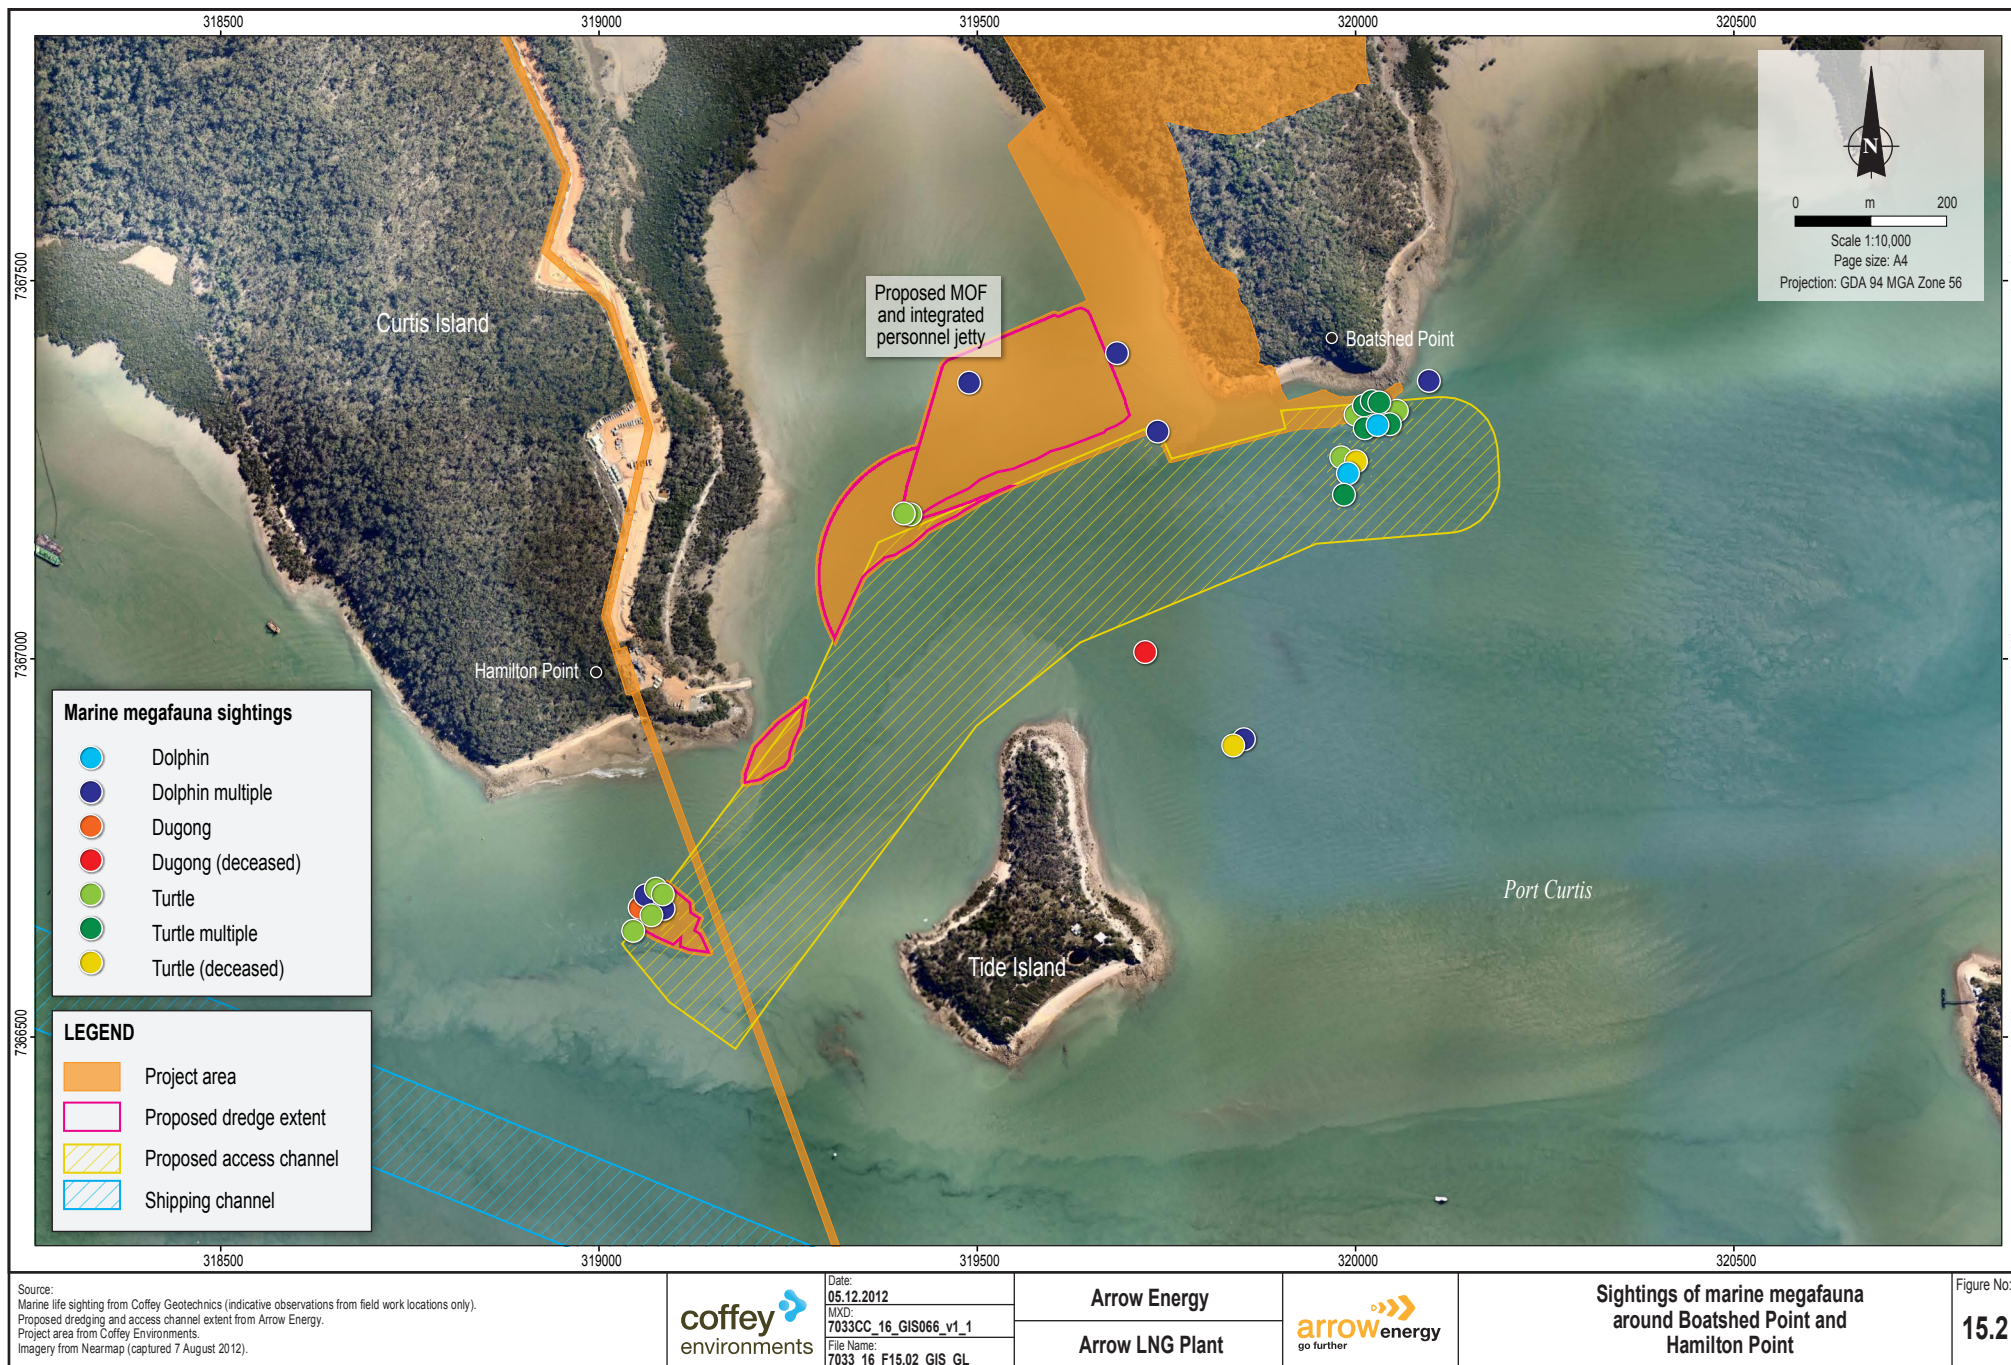 318500
319000
319500
320000
320500
7367500
7367000
7366500
N
0 m 200
Scale 1:10,000
Page size: A4
Projection: GDA 94 MGA Zone 56
Proposed MOF
and integrated
personnel jetty
Curtis Island
Boatshed Point
Hamilton Point
Tide Island
Port Curtis
Marine megafauna sightings
Dolphin
Dolphin multiple
Dugong
Dugong (deceased)
Turtle
Turtle multiple
Turtle (deceased)
LEGEND
Project area
Proposed dredge extent
Proposed access channel
Shipping channel
318500
319000
319500
320000
320500
Source:
Marine life sighting from Coffey Geotechnics (indicative observations from field work locations only).
Proposed dredging and access channel extent from Arrow Energy.
Project area from Coffey Environments.
Imagery from Nearmap (captured 7 August 2012).
coffey
environments
Date:
05.12.2012
MXD:
7033CC_16_GIS066_v1_1
File Name:
7033_16_F15.02_GIS_GL
Arrow Energy
Arrow LNG Plant
arrow energy
go further
Sightings of marine megafauna
around Boatshed Point and
Hamilton Point
Figure No:
15.2